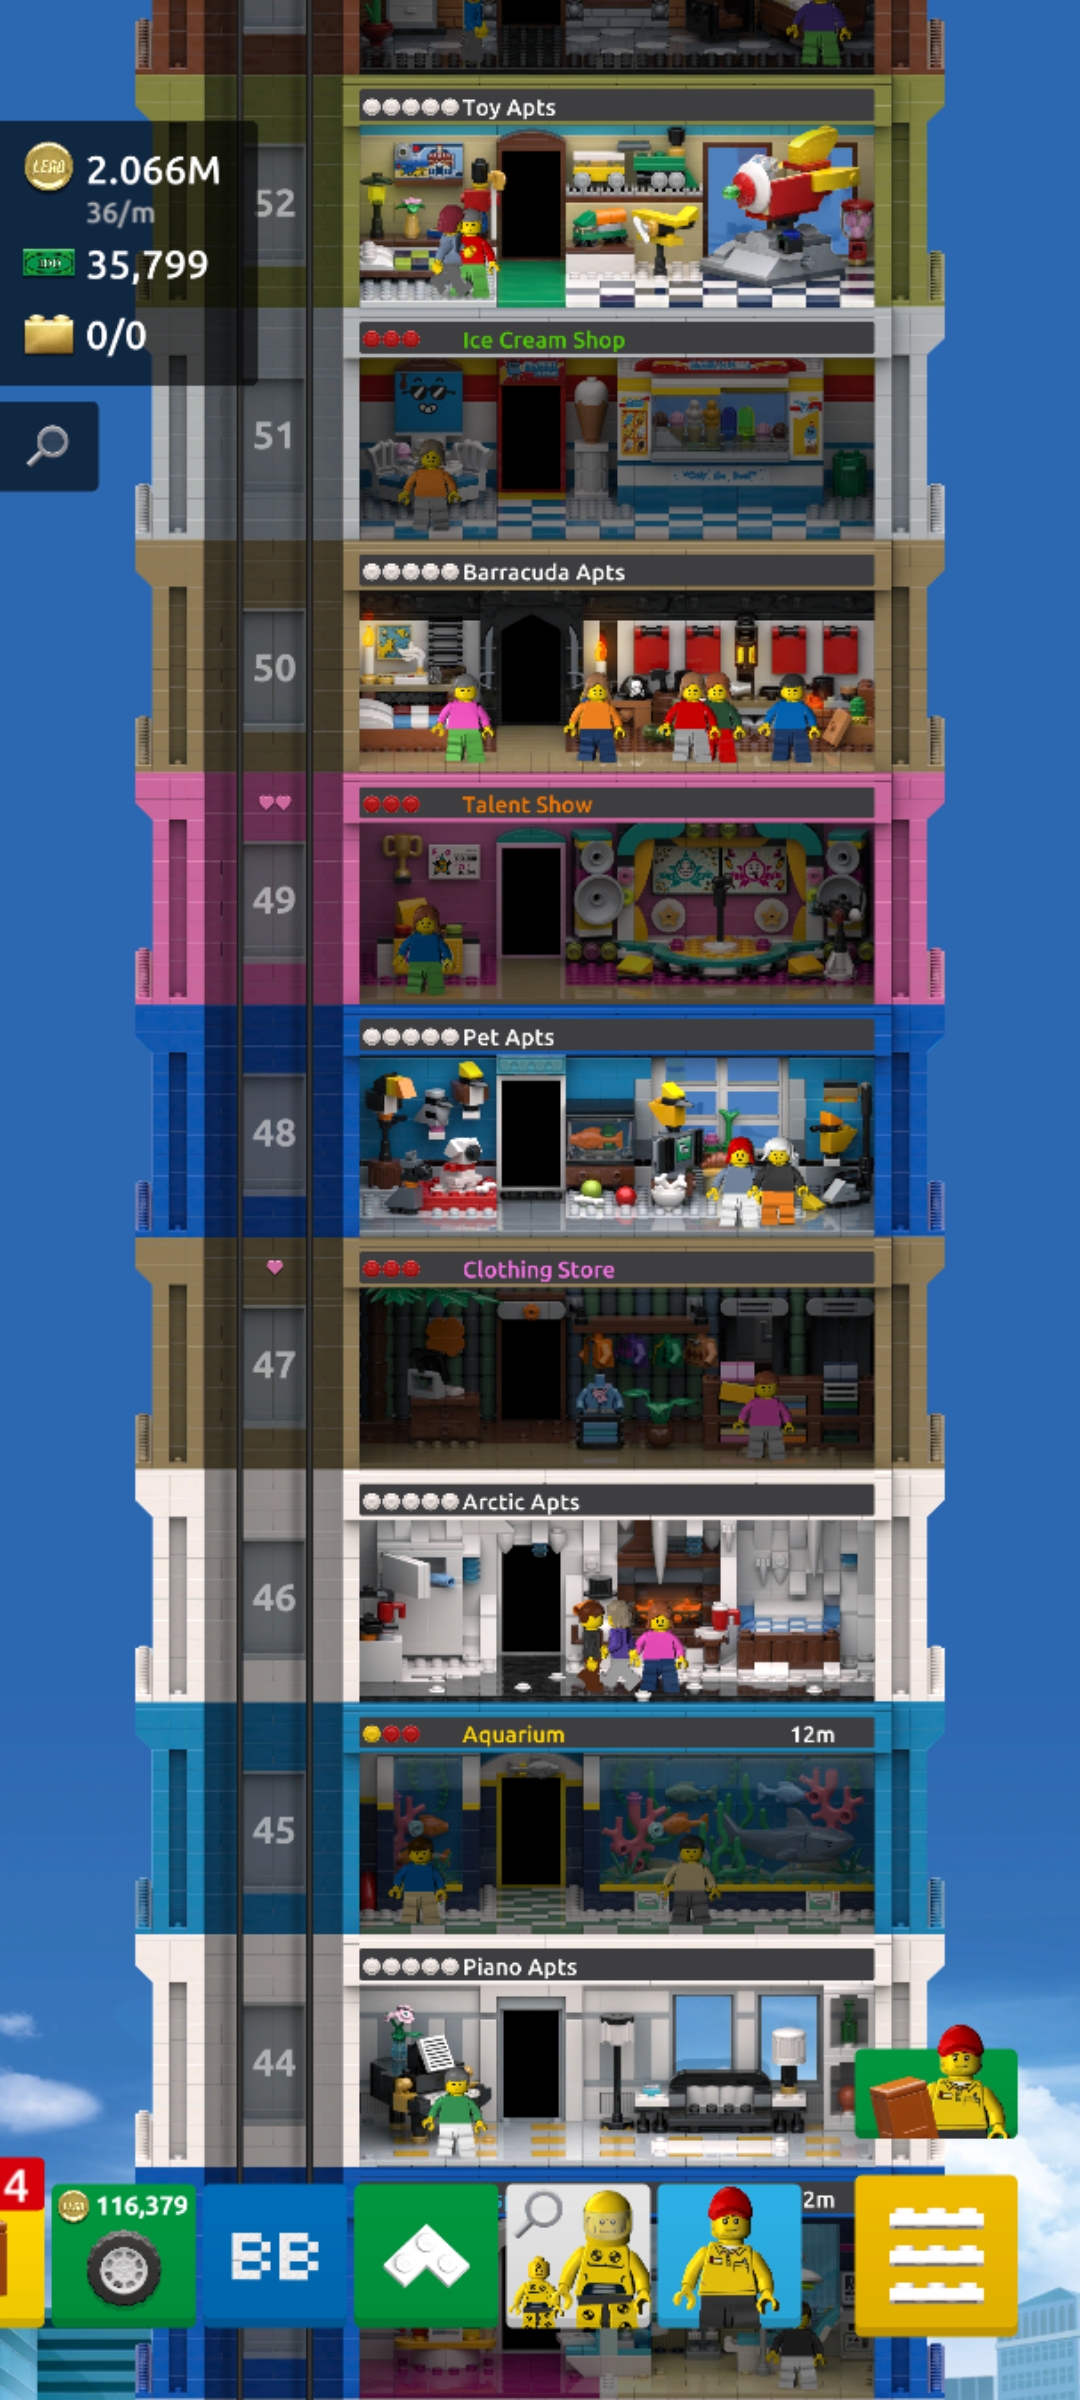 Toy Apts
LEGO 2.066M
36/m
52
35,799
0/0
Ice Cream Shop
51
Barracuda Apts
50
Talent Show
49
Pet Apts
48
Clothing Store
47
Arctic Apts
46
Aquarium 12m
45
Piano Apts
44
4
116,379
BB
2m